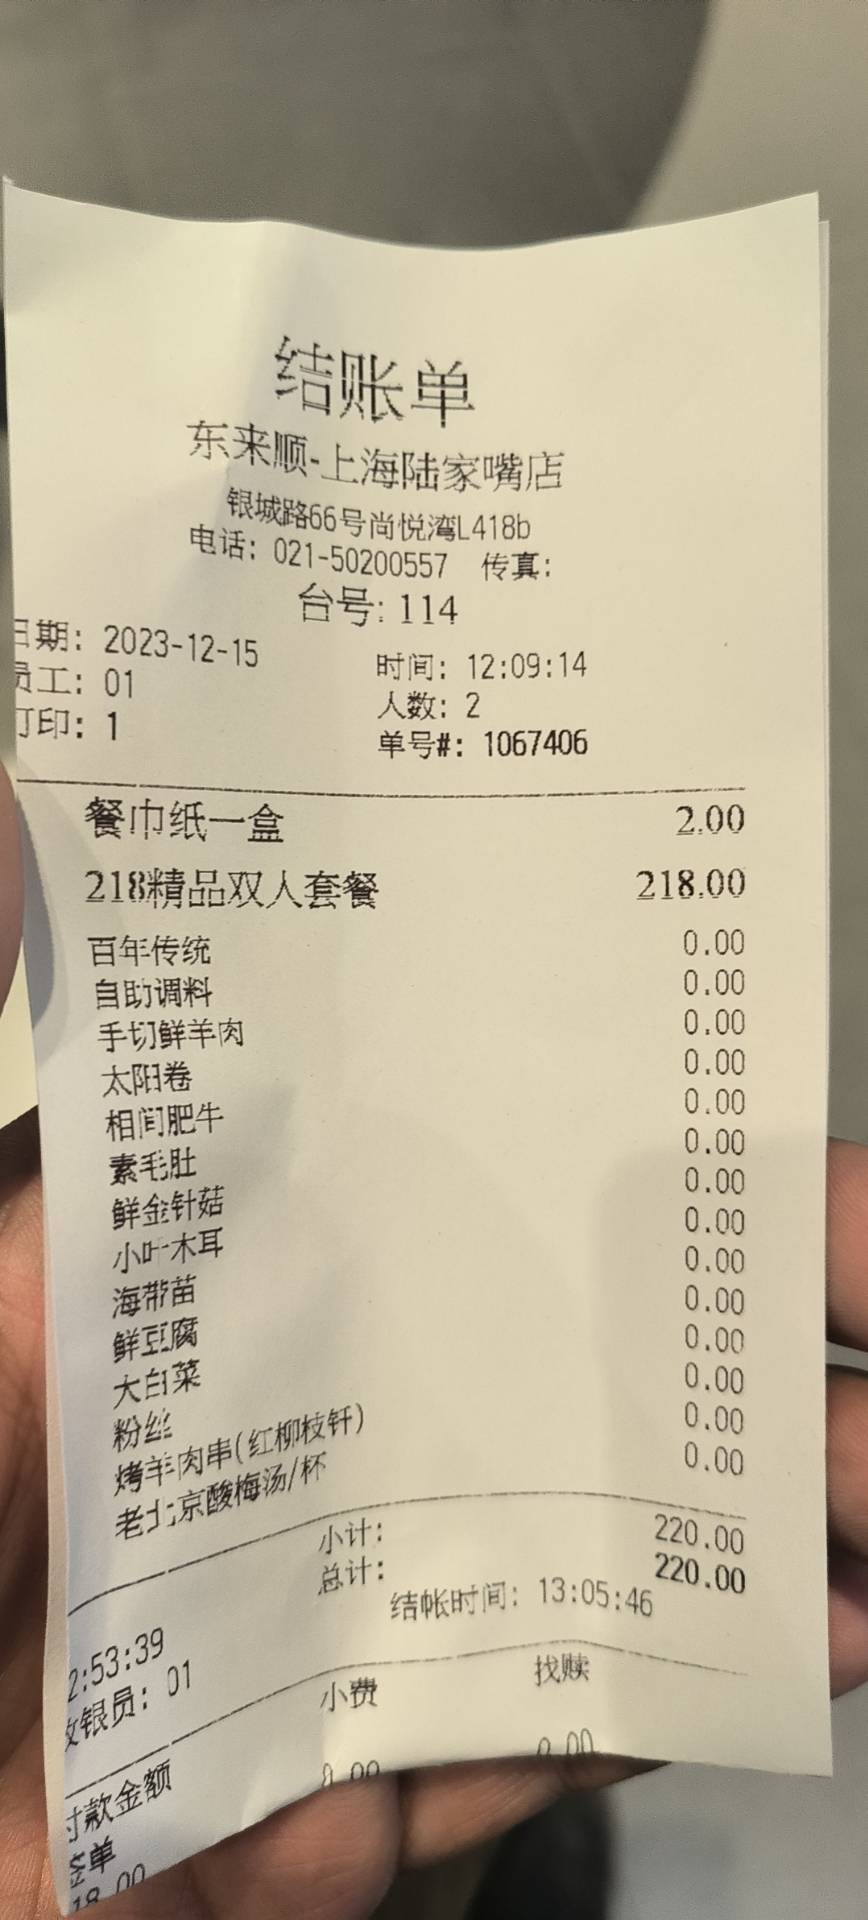 结账单
东来顺-上海陆家嘴店
银城路66号尚悦湾L418b
电话: 021-50200557 传真:
台号: 114
日期: 2023-12-15 时间: 12:09:14
员工: 01 人数: 2
打印: 1 单号#: 1067406
餐巾纸一盒 2.00
218精品双人套餐 218.00
百年传统 0.00
自助调料 0.00
手切鲜羊肉 0.00
太阳卷 0.00
相间肥牛 0.00
素毛肚 0.00
鲜金针菇 0.00
小叶木耳 0.00
海带苗 0.00
鲜豆腐 0.00
大白菜 0.00
粉丝 0.00
烤羊肉串(红柳枝钎) 0.00
老北京酸梅汤/杯 0.00
小计: 220.00
总计: 220.00
2:53:39 结帐时间: 13:05:46
收银员: 01
付款金额 小费 找赎
签单 0.00 0.00
18.00